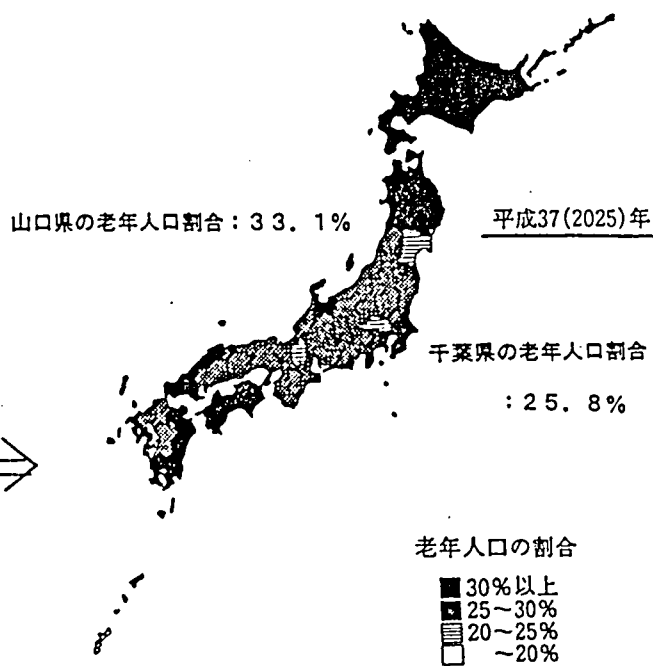 山口県の老年人口割合：３３．１％
平成37(2025)年
千葉県の老年人口割合
：２５．８％
老年人口の割合
30％以上
25～30％
20～25％
～20％